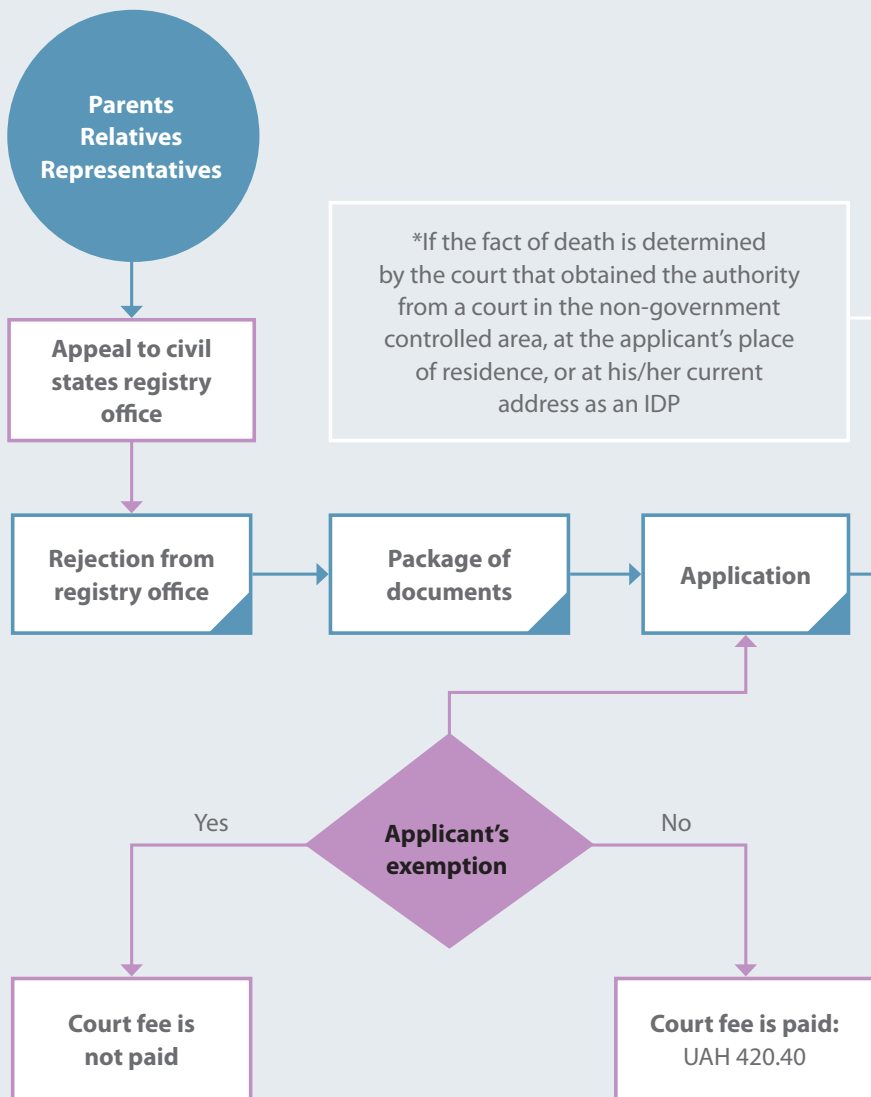 Parents
Relatives
Representatives
*If the fact of death is determined
by the court that obtained the authority
from a court in the non-government
controlled area, at the applicant's place
of residence, or at his/her current
address as an IDP
Appeal to civil
states registry
office
Rejection from
registry office
Package of
documents
Application
Yes
Applicant's
exemption
No
Court fee is
not paid
Court fee is paid:
UAH 420.40